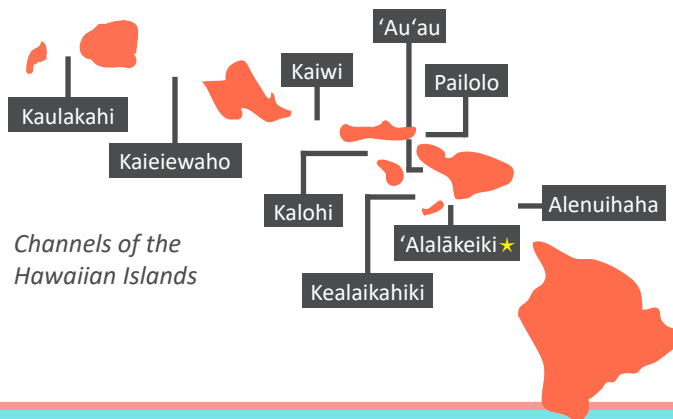 ʻAuʻau
Kaiwi
Pailolo
Kaulakahi
Kaieiewaho
Kalohi
Alenuihaha
ʻAlalākeiki
Kealaikahiki
Channels of the
Hawaiian Islands